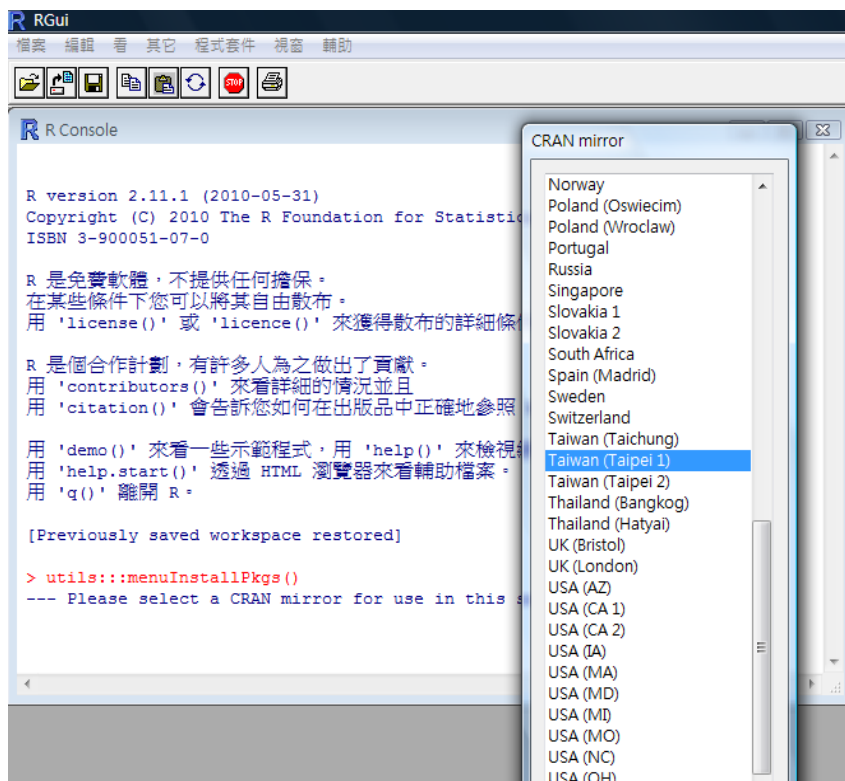 RGui
檔案 編輯 看 其它 程式套件 視窗 輔助
STOP
R Console
R version 2.11.1 (2010-05-31)
Copyright (C) 2010 The R Foundation for
ISBN 3-900051-07-0
R 是免費軟體，不提供任何擔保。
在某些條件下您可以將其自由散布。
用 'license()' 或 'licence()' 來獲得散布的詳細條
R 是個合作計劃，有許多人為之做出了貢獻。
用 'contributors()' 來看詳細的情況並且
用 'citation()' 會告訴您如何在出版品中正確地參照
用 'demo()' 來看一些示範程式，用 'help()' 來檢視
用 'help.start()' 透過 HTML 瀏覽器來看輔助檔案。
用 'q()' 離開 R。
[Previously saved workspace restored]
> utils:::menuInstallPkgs()
--- Please select a CRAN mirror for use in this
CRAN mirror
Norway
Poland (Oswiecim)
Poland (Wroclaw)
Portugal
Russia
Singapore
Slovakia 1
Slovakia 2
South Africa
Spain (Madrid)
Sweden
Switzerland
Taiwan (Taichung)
Taiwan (Taipei 1)
Taiwan (Taipei 2)
Thailand (Bangkog)
Thailand (Hatyai)
UK (Bristol)
UK (London)
USA (AZ)
USA (CA 1)
USA (CA 2)
USA (IA)
USA (MA)
USA (MD)
USA (MI)
USA (MO)
USA (NC)
USA (OH)